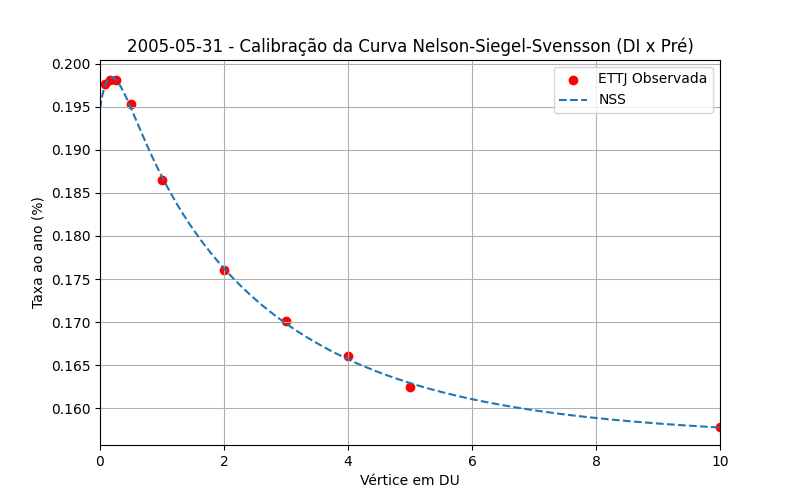 2005-05-31 - Calibração da Curva Nelson-Siegel-Svensson (DI x Pré)
ETTJ Observada
NSS
Taxa ao ano (%)
0.200
0.195
0.190
0.185
0.180
0.175
0.170
0.165
0.160
0 2 4 6 8 10
Vértice em DU